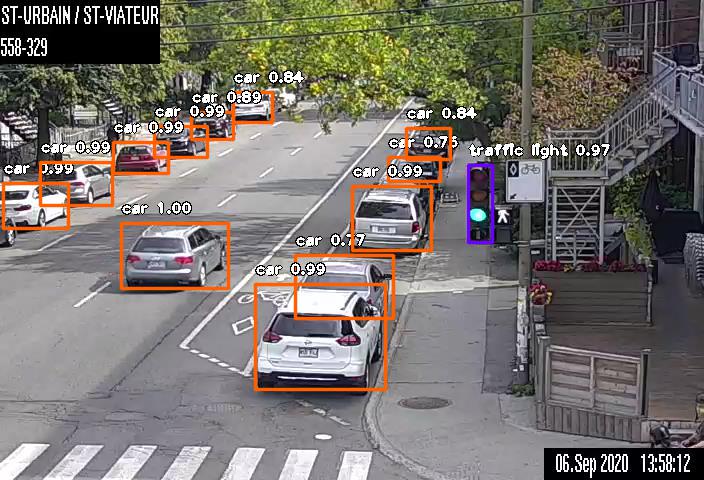 ST-URBAIN / ST-VIATEUR
558-329
car 0.84
car 0.89
car 0.99
car 0.99
car 0.99
car 0.99
car 1.00
car 0.84
car 0.76
car 0.99
car 0.77
car 0.99
traffic light 0.97
06.Sep 2020 13:58:12